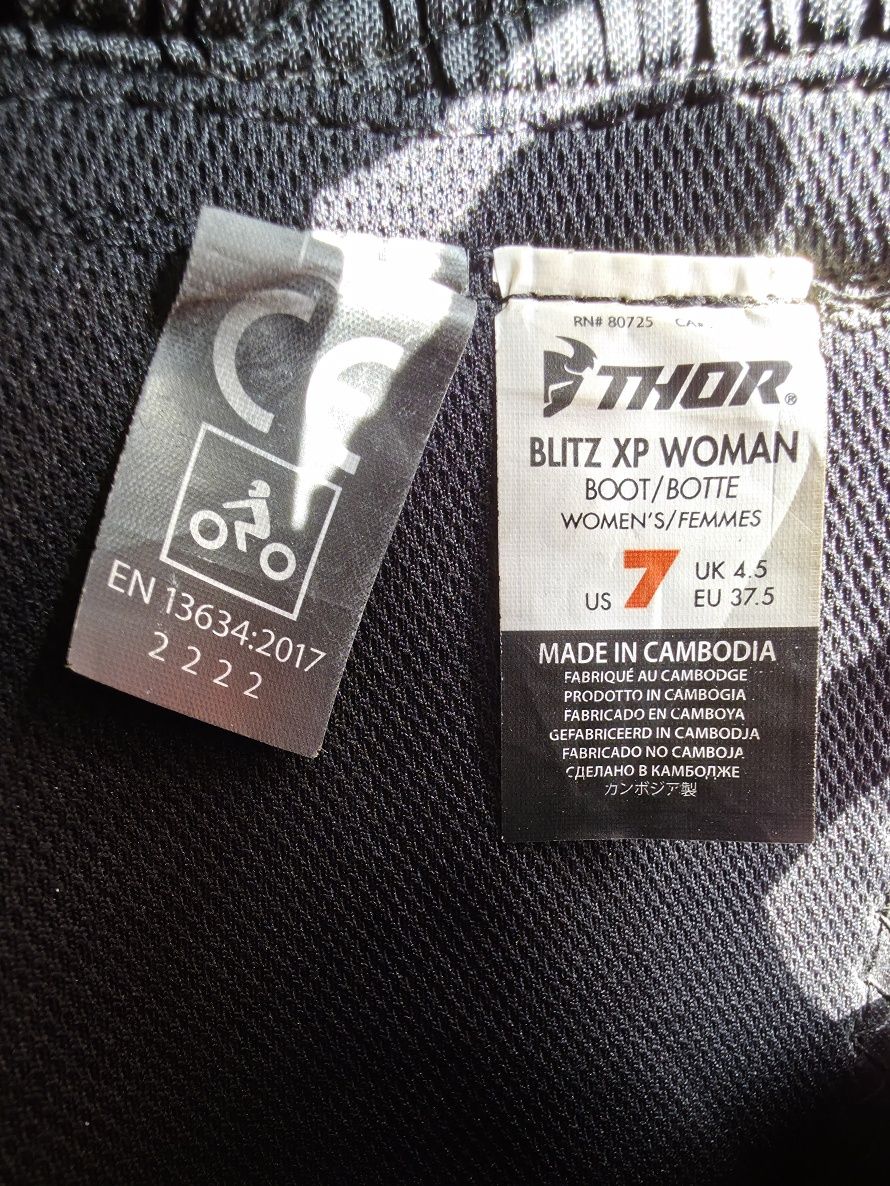 CE
EN 13634:2017
2 2 2 2
RN# 80725
THOR®
BLITZ XP WOMAN
BOOT/BOTTE
WOMEN'S/FEMMES
US 7 UK 4.5
EU 37.5
MADE IN CAMBODIA
FABRIQUÉ AU CAMBODGE
PRODOTTO IN CAMBOGIA
FABRICADO EN CAMBOYA
GEFABRICEERD IN CAMBODJA
FABRICADO NO CAMBOJA
СДЕЛАНО В КАМБОДЖЕ
カンボジア製